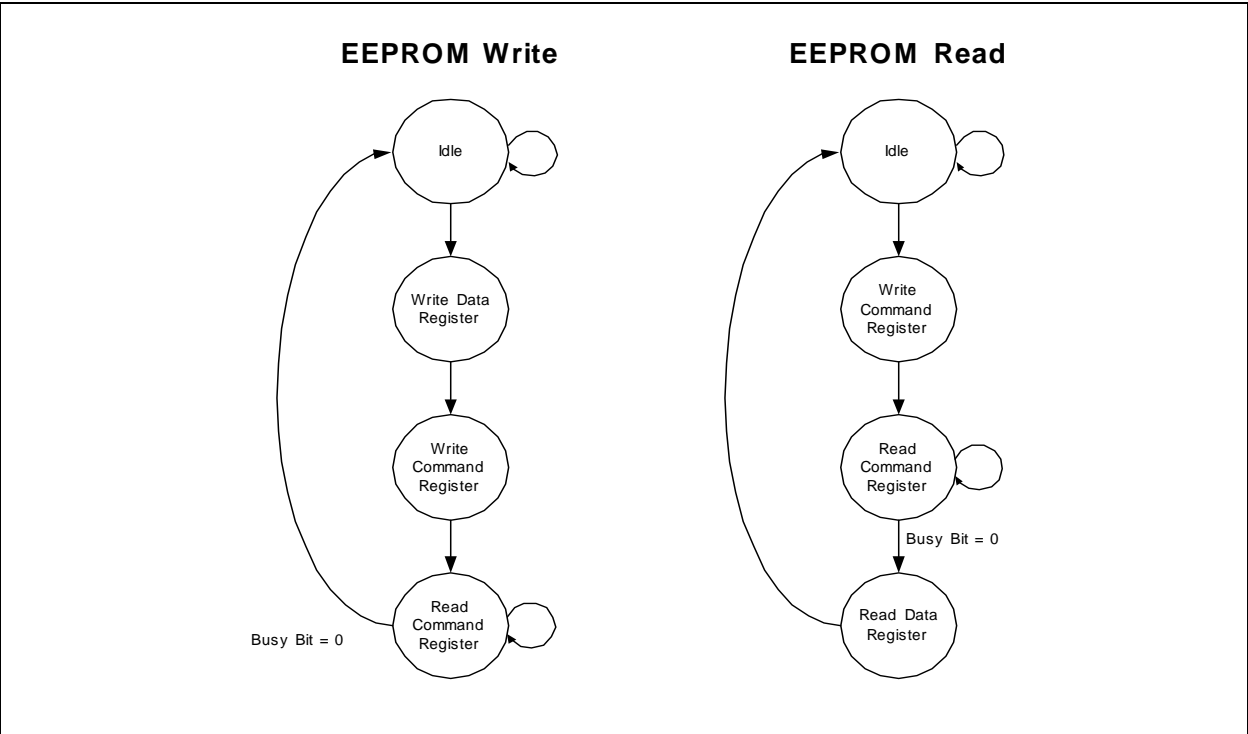 EEPROM Write
Idle
Write Data
Register
Write
Command
Register
Read
Command
Register
Busy Bit = 0
EEPROM Read
Idle
Write
Command
Register
Read
Command
Register
Busy Bit = 0
Read Data
Register